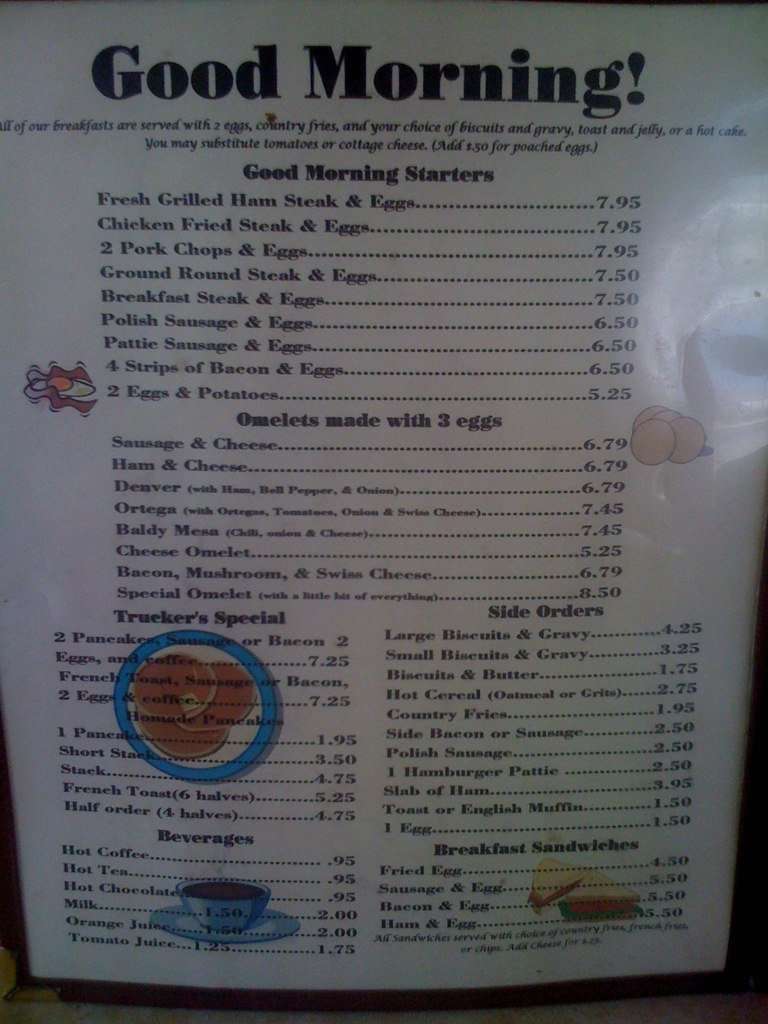 Good Morning!
All of our breakfasts are served with 2 eggs, country fries, and your choice of biscuits and gravy, toast and jelly, or a hot cake.
You may substitute tomatoes or cottage cheese. (Add $.50 for poached eggs.)
Good Morning Starters
Fresh Grilled Ham Steak & Eggs..............................7.95
Chicken Fried Steak & Eggs......................................7.95
2 Pork Chops & Eggs................................................7.95
Ground Round Steak & Eggs....................................7.50
Breakfast Steak & Eggs.............................................7.50
Polish Sausage & Eggs..............................................6.50
Pattie Sausage & Eggs..............................................6.50
4 Strips of Bacon & Eggs.........................................6.50
2 Eggs & Potatoes.....................................................5.25
Omelets made with 3 eggs
Sausage & Cheese....................................................6.79
Ham & Cheese.........................................................6.79
Denver (with Ham, Bell Pepper, & Onion)..............................6.79
Ortega (with Ortegas, Tomatoes, Onion & Swiss Cheese).................7.45
Baldy Mesa (Chili, onion & Cheese)...................................7.45
Cheese Omelet.........................................................5.25
Bacon, Mushroom, & Swiss Cheese.........................6.79
Special Omelet (with a little bit of everything)........................8.50
Trucker's Special
2 Pancakes, Sausage or Bacon 2
Eggs, and coffee.......................7.25
French Toast, Sausage or Bacon,
2 Eggs & coffee.......................7.25
Homade Pancakes
1 Pancake................................1.95
Short Stack.............................3.50
Stack.......................................4.75
French Toast(6 halves)..............5.25
Half order (4 halves).................4.75
Beverages
Hot Coffee.............................. .95
Hot Tea................................... .95
Hot Chocolate......................... .95
Milk..................1.50.............2.00
Orange Juice......1.50.............2.00
Tomato Juice...1.25...............1.75
Side Orders
Large Biscuits & Gravy............4.25
Small Biscuits & Gravy............3.25
Biscuits & Butter.....................1.75
Hot Cereal (Oatmeal or Grits)......2.75
Country Fries..........................1.95
Side Bacon or Sausage.............2.50
Polish Sausage.........................2.50
1 Hamburger Pattie ................2.50
Slab of Ham............................3.95
Toast or English Muffin...........1.50
1 Egg......................................1.50
Breakfast Sandwiches
Fried Egg................................4.50
Sausage & Egg........................5.50
Bacon & Egg...........................5.50
Ham & Egg.............................5.50
All Sandwiches served with choice of country fries, french fries,
or chips. Add Cheese for $.25.